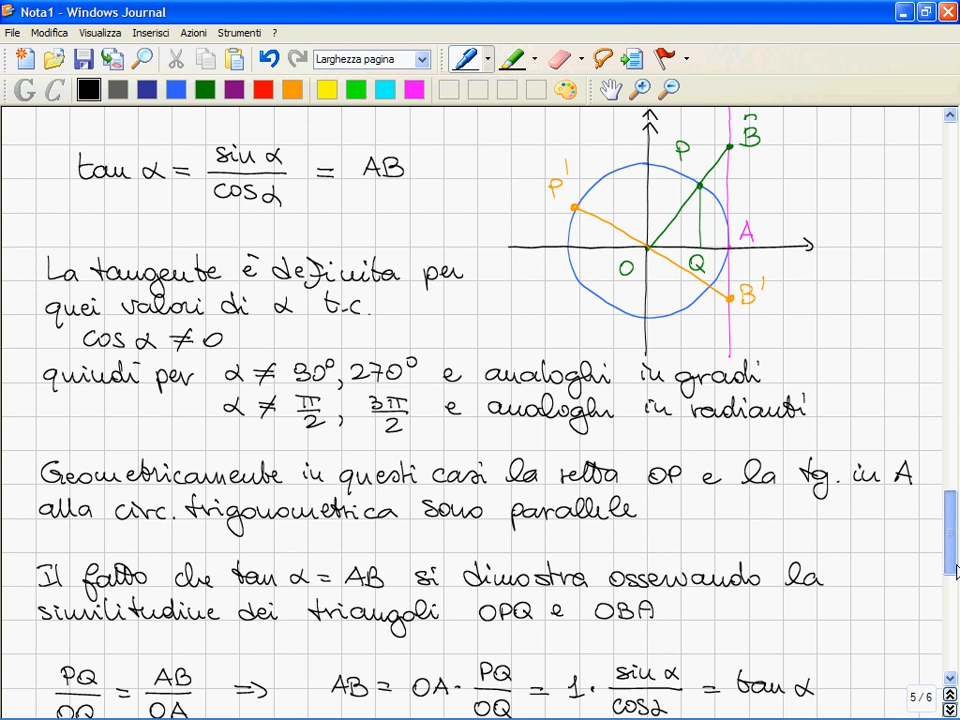 Nota1 - Windows Journal
File Modifica Visualizza Inserisci Azioni Strumenti ?
Larghezza pagina
G C
tan α = sin α / cos α = AB
P' P B A O Q B'
La tangente è definita per
quei valori di α t.c.
cos α ≠ 0
quindi per α ≠ 90°, 270° e analoghi in gradi
α ≠ π/2, 3π/2 e analoghi in radianti
Geometricamente in questi casi la retta OP e la tg. in A
alla circ. trigonometrica sono parallele
Il fatto che tan α = AB si dimostra osservando la
similitudine dei triangoli OPQ e OBA
PQ/OQ = AB/OA ⇒ AB = OA · PQ/OQ = 1 · sin α / cos α = tan α
5 / 6